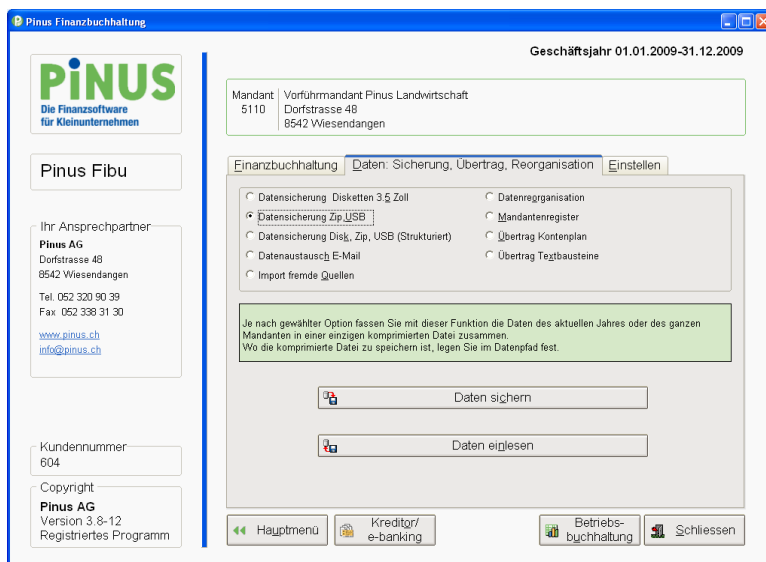 Pinus Finanzbuchhaltung
Geschäftsjahr 01.01.2009-31.12.2009
PiNUS
Die Finanzsoftware
für Kleinunternehmen
Mandant
5110
Vorführmandant Pinus Landwirtschaft
Dorfstrasse 48
8542 Wiesendangen
Pinus Fibu
Finanzbuchhaltung
Daten: Sicherung, Übertrag, Reorganisation
Einstellen
Datensicherung Disketten 3.5 Zoll
Datensicherung Zip,USB
Datensicherung Disk, Zip, USB (Strukturiert)
Datenaustausch E-Mail
Import fremde Quellen
Datenreorganisation
Mandantenregister
Übertrag Kontenplan
Übertrag Textbausteine
Ihr Ansprechpartner
Pinus AG
Dorfstrasse 48
8542 Wiesendangen
Tel. 052 320 90 39
Fax 052 338 31 30
www.pinus.ch
info@pinus.ch
Je nach gewählter Option fassen Sie mit dieser Funktion die Daten des aktuellen Jahres oder des ganzen
Mandanten in einer einzigen komprimierten Datei zusammen.
Wo die komprimierte Datei zu speichern ist, legen Sie im Datenpfad fest.
Daten sichern
Daten einlesen
Kundennummer
604
Copyright
Pinus AG
Version 3.8-12
Registriertes Programm
Hauptmenü
Kreditor/
e-banking
Betriebs-
buchhaltung
Schliessen